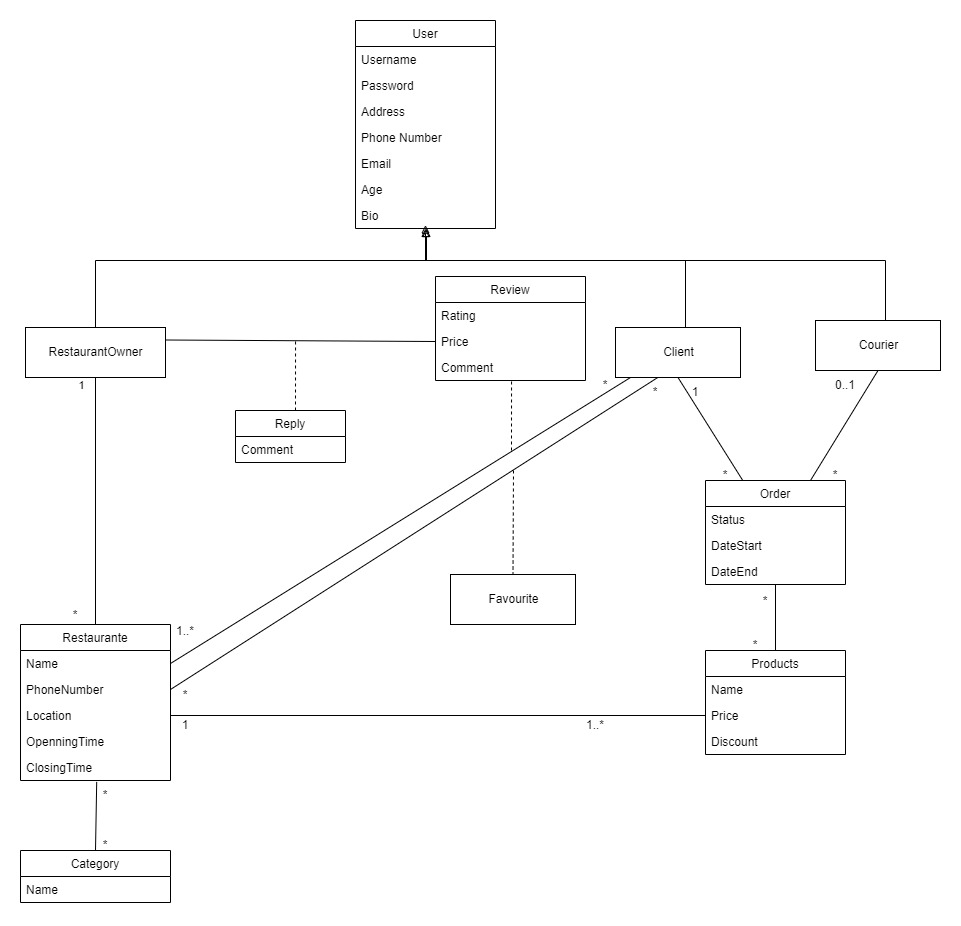 User
Username
Password
Address
Phone Number
Email
Age
Bio
Review
Rating
Price
Comment
RestaurantOwner
Client
Courier
1
*
*
1
0..1
Reply
Comment
*
*
Order
Status
DateStart
DateEnd
Favourite
*
*
1..*
*
Restaurante
Name
PhoneNumber
Location
OpenningTime
ClosingTime
*
1
1..*
Products
Name
Price
Discount
*
*
Category
Name